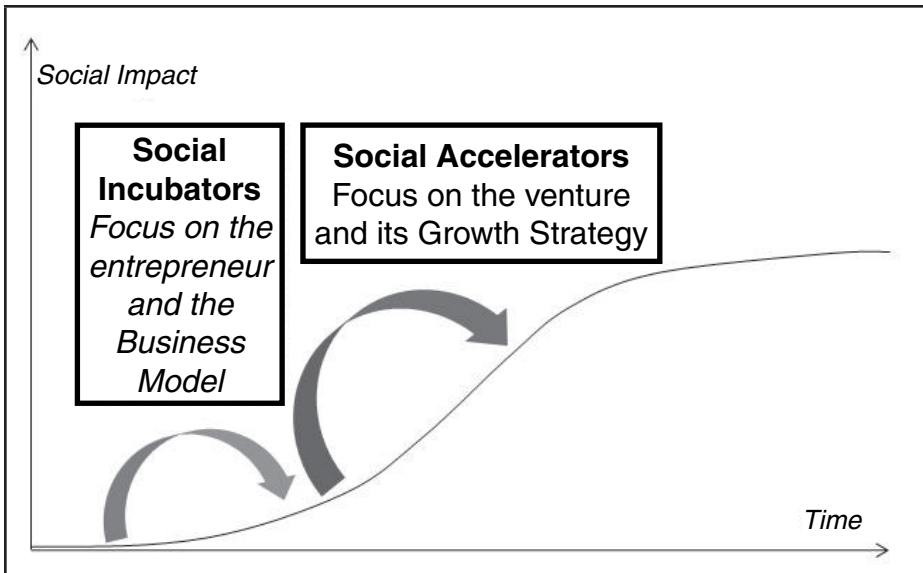 Social Impact
Social
Incubators
Focus on the
entrepreneur
and the
Business
Model
Social Accelerators
Focus on the venture
and its Growth Strategy
Time